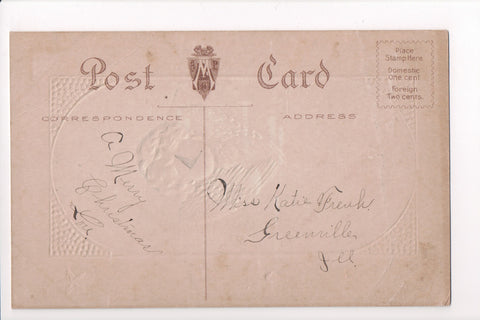 Post Card
Place
Stamp Here
Domestic
One cent
Foreign
Two cents.
CORRESPONDENCE
ADDRESS
A Merry
Christmas
Miss Katie Frenk
Greenville
Ill